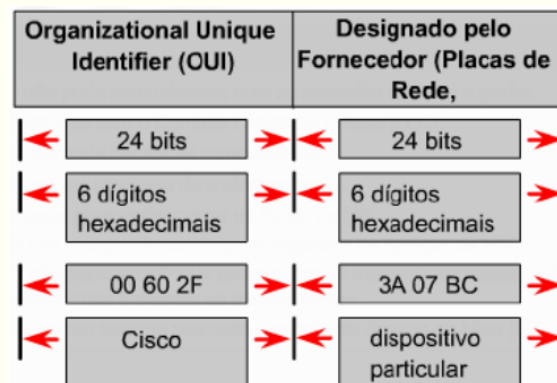 Organizational Unique
Identifier (OUI)
Designado pelo
Fornecedor (Placas de
Rede,
24 bits
24 bits
6 dígitos
hexadecimais
6 dígitos
hexadecimais
00 60 2F
3A 07 BC
Cisco
dispositivo
particular